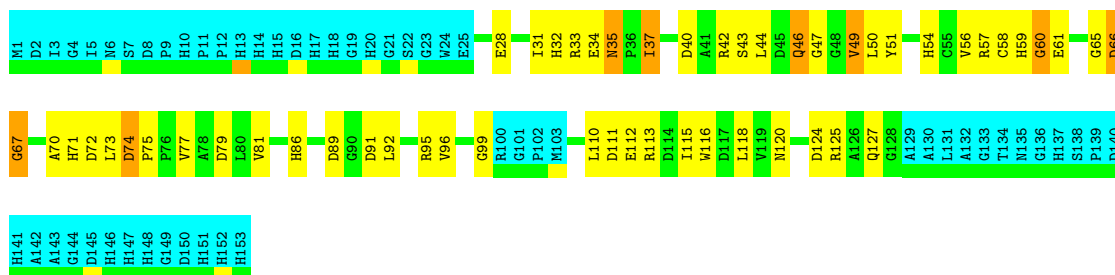 M1 D2 I3 G4 I5 N6 S7 D8 P9 H10 P11 P12 H13 H14 H15 D16 H17 H18 G19 H20 G21 S22 G23 W24 E25 E28 I31 H32 R33 E34 N35 P36 I37 D40 A41 R42 S43 L44 D45 Q46 G47 G48 V49 L50 Y51 H54 C55 V56 R57 C58 H59 G60 E61 G65
G67 A70 H71 D72 L73 D74 P75 P76 V77 A78 D79 L80 V81 H86 D89 G90 D91 L92 R95 V96 G99 R100 G101 P102 M103 L110 D111 E112 R113 D114 I115 W116 D117 L118 V119 N120 D124 R125 A126 Q127 G128 A129 A130 L131 A132 G133 T134 N135 G136 H137 S138 P139
H141 A142 A143 G144 D145 H146 H147 H148 G149 D150 H151 H152 H153